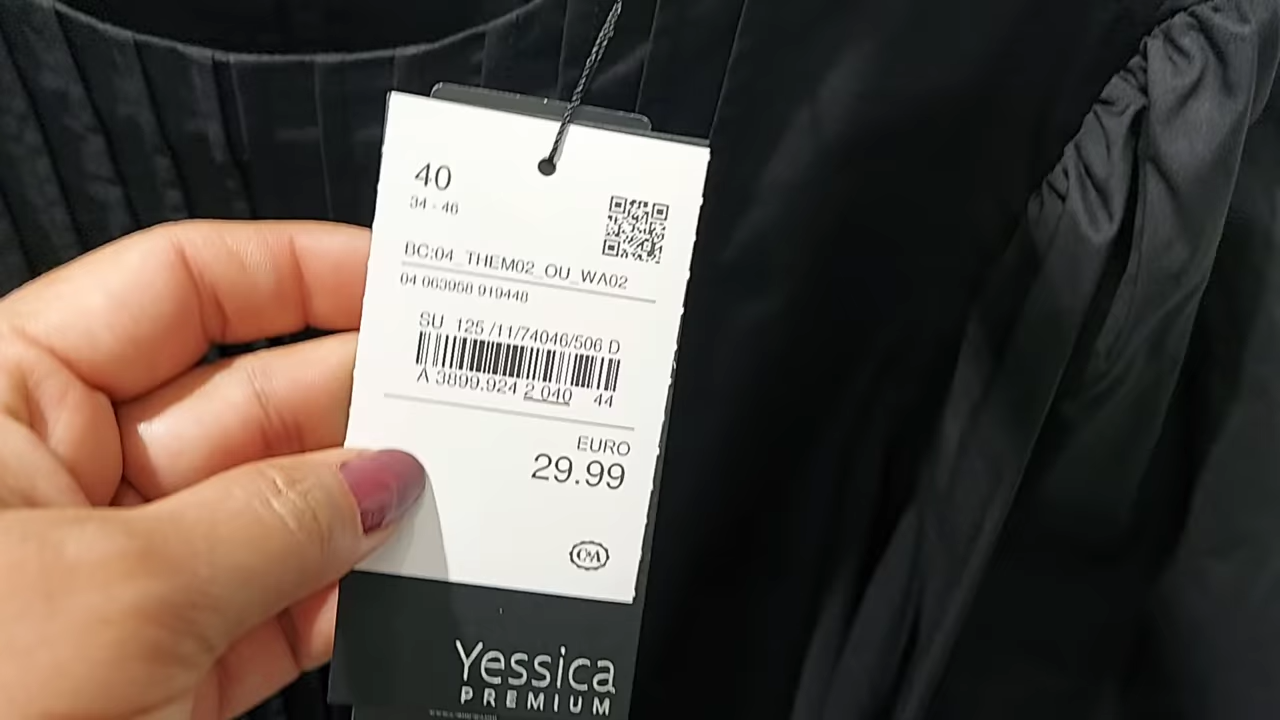 40
34 - 46
BC:04_THEM02_OU_WA02
04 063958 919448
SU 125 /11/74046/506 D
A 3899.924 2 040 44
EURO
29.99
C&A
Yessica
PREMIUM